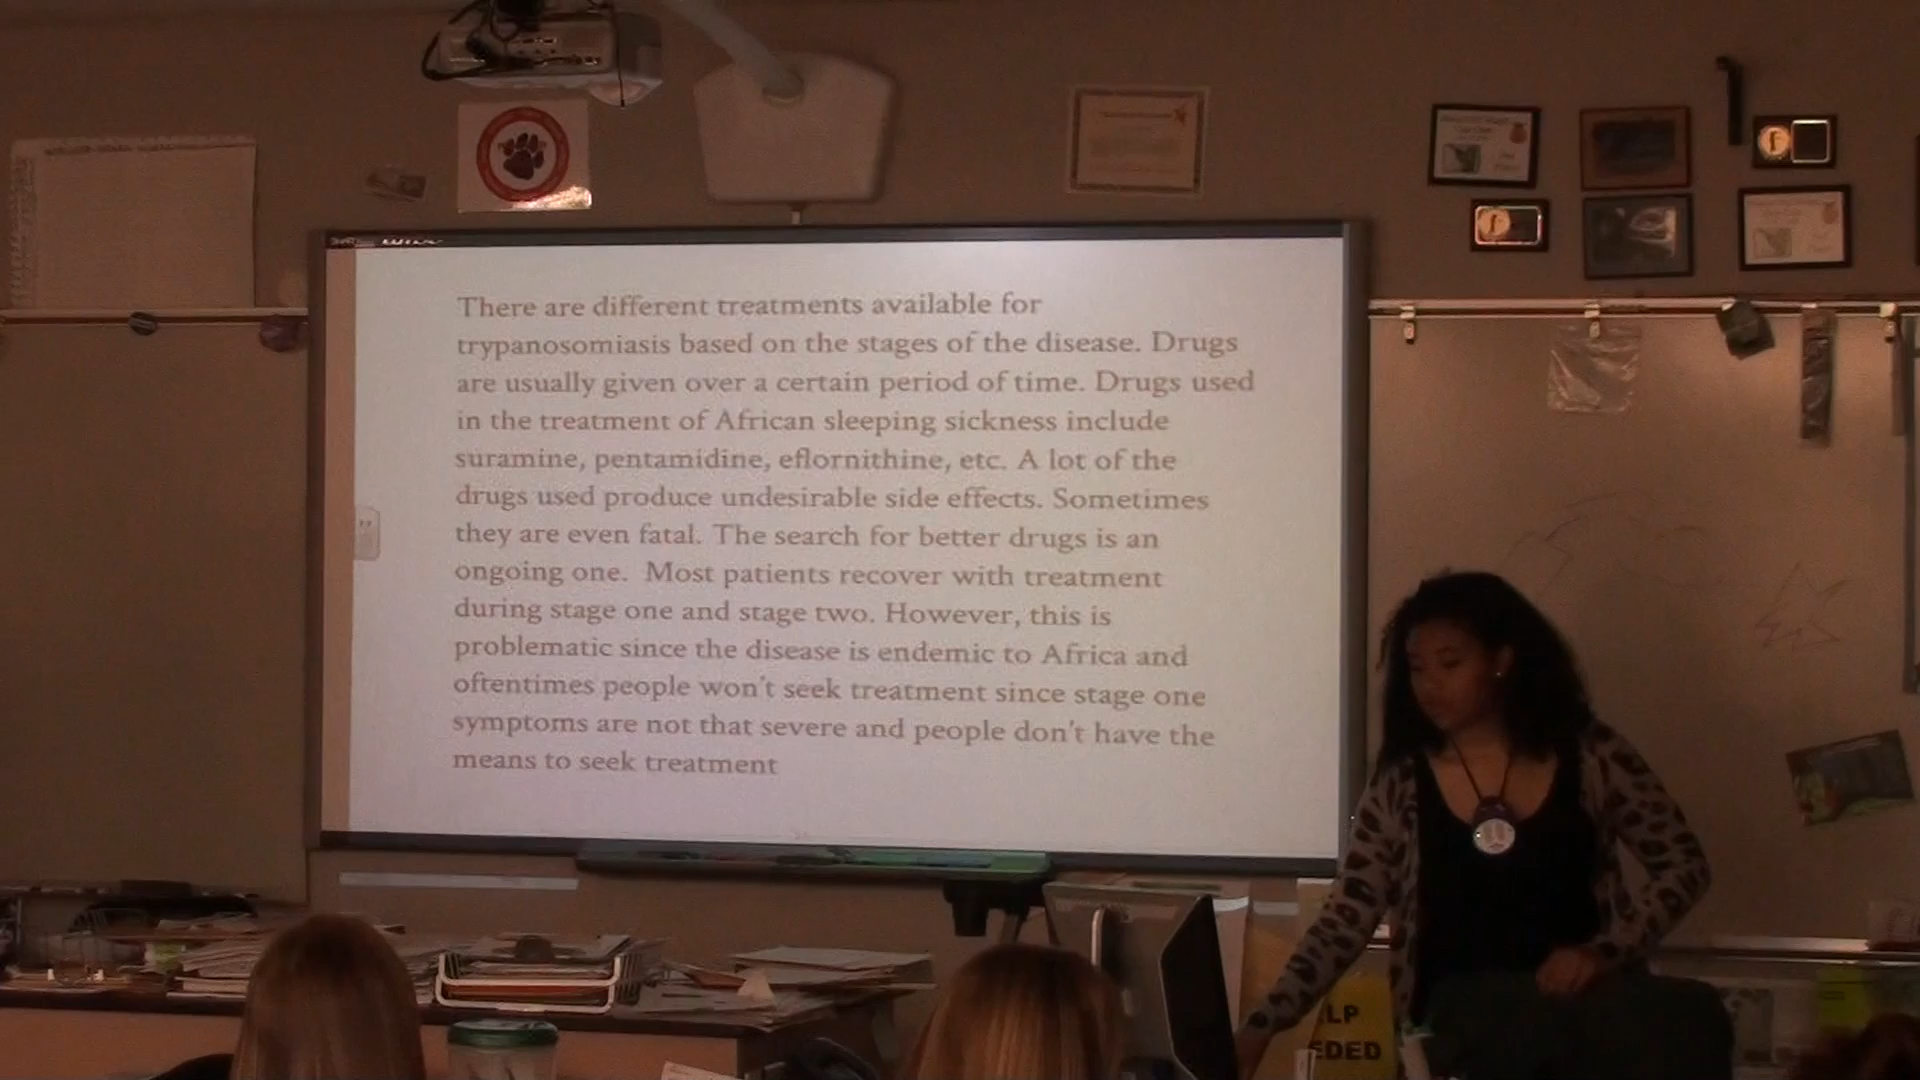 There are different treatments available for
trypanosomiasis based on the stages of the disease. Drugs
are usually given over a certain period of time. Drugs used
in the treatment of African sleeping sickness include
suramine, pentamidine, eflornithine, etc. A lot of the
drugs used produce undesirable side effects. Sometimes
they are even fatal. The search for better drugs is an
ongoing one. Most patients recover with treatment
during stage one and stage two. However, this is
problematic since the disease is endemic to Africa and
oftentimes people won't seek treatment since stage one
symptoms are not that severe and people don't have the
means to seek treatment